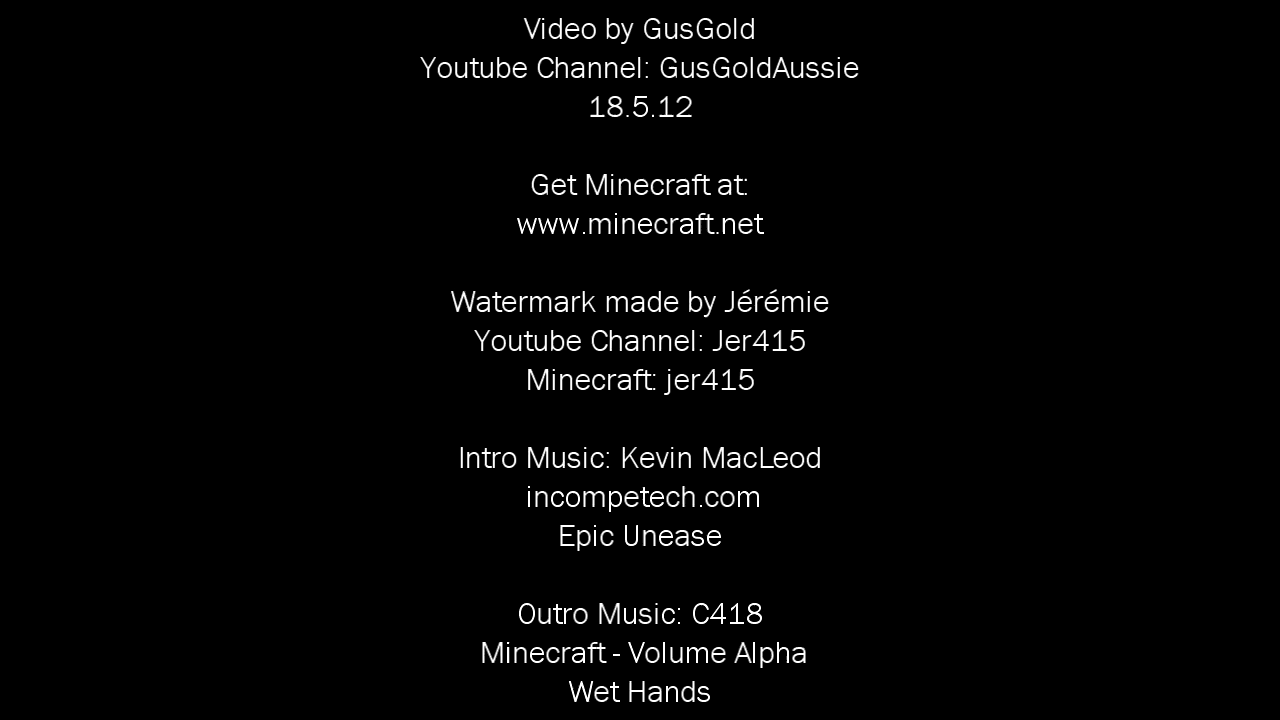 Video by GusGold
Youtube Channel: GusGoldAussie
18.5.12
Get Minecraft at:
www.minecraft.net
Watermark made by Jérémie
Youtube Channel: Jer415
Minecraft: jer415
Intro Music: Kevin MacLeod
incompetech.com
Epic Unease
Outro Music: C418
Minecraft - Volume Alpha
Wet Hands